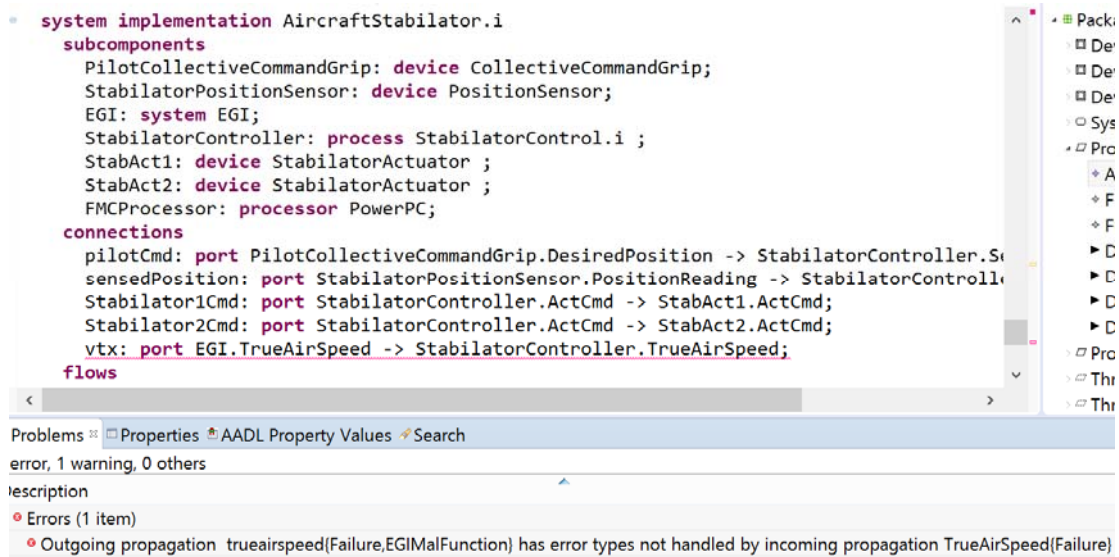 system implementation AircraftStabilator.i
subcomponents
PilotCollectiveCommandGrip: device CollectiveCommandGrip;
StabilatorPositionSensor: device PositionSensor;
EGI: system EGI;
StabilatorController: process StabilatorControl.i ;
StabAct1: device StabilatorActuator ;
StabAct2: device StabilatorActuator ;
FMCProcessor: processor PowerPC;
connections
pilotCmd: port PilotCollectiveCommandGrip.DesiredPosition -> StabilatorController.Se
sensedPosition: port StabilatorPositionSensor.PositionReading -> StabilatorControlle
Stabilator1Cmd: port StabilatorController.ActCmd -> StabAct1.ActCmd;
Stabilator2Cmd: port StabilatorController.ActCmd -> StabAct2.ActCmd;
vtx: port EGI.TrueAirSpeed -> StabilatorController.TrueAirSpeed;
flows
Packa
Dev
Dev
Dev
Sys
Pro
A
F
F
D
D
D
D
Pro
Thr
Thr
Problems Properties AADL Property Values Search
error, 1 warning, 0 others
escription
Errors (1 item)
Outgoing propagation trueairspeed{Failure,EGIMalFunction} has error types not handled by incoming propagation TrueAirSpeed{Failure}